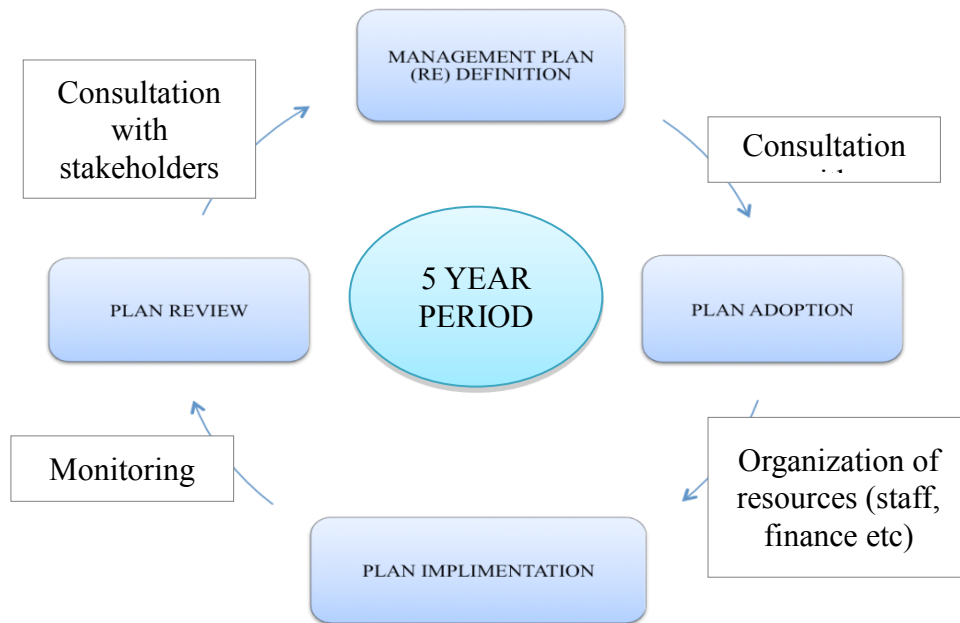 MANAGEMENT PLAN
(RE) DEFINITION
Consultation
with
stakeholders
Consultation
5 YEAR
PERIOD
PLAN REVIEW
PLAN ADOPTION
Monitoring
Organization of
resources (staff,
finance etc)
PLAN IMPLIMENTATION